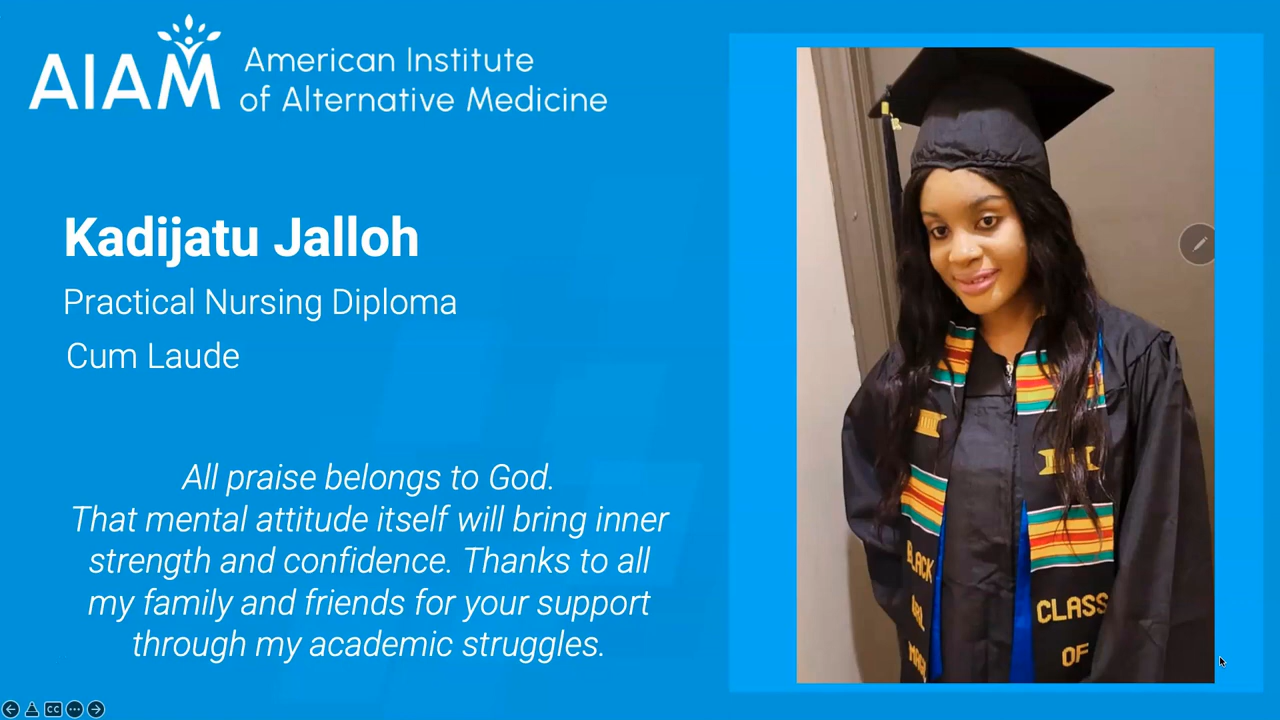 AIAM
American Institute
of Alternative Medicine
Kadijatu Jalloh
Practical Nursing Diploma
Cum Laude
All praise belongs to God.
That mental attitude itself will bring inner
strength and confidence. Thanks to all
my family and friends for your support
through my academic struggles.
BLACK
CLASS
OF
CC